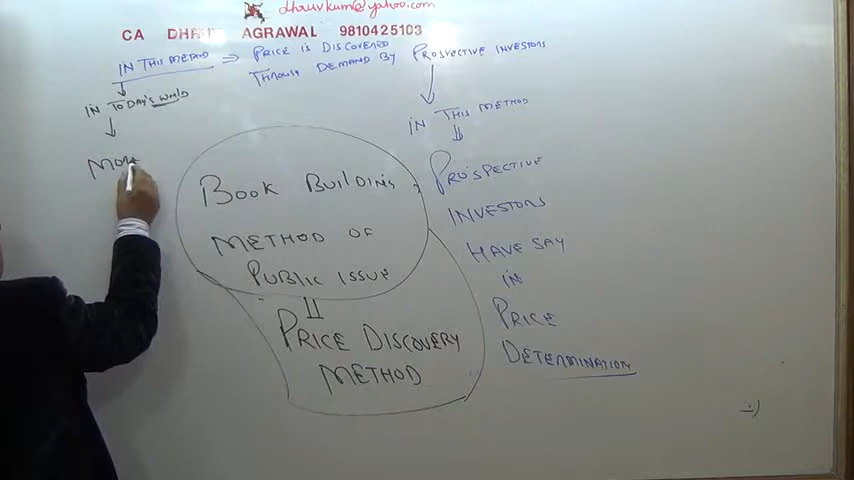 dhruvkum@yahoo.com
CA DHR AGRAWAL 9810425103
IN THIS METHOD ⇒ PRICE IS DISCOVERED
THROUGH DEMAND BY PROSPECTIVE INVESTORS
IN TODAY'S WORLD
MO
BOOK BUILDING
METHOD OF
PUBLIC ISSUE
PRICE DISCOVERY
METHOD
IN THIS METHOD
PROSPECTIVE
INVESTORS
HAVE SAY
IN
PRICE
DETERMINATION
:)